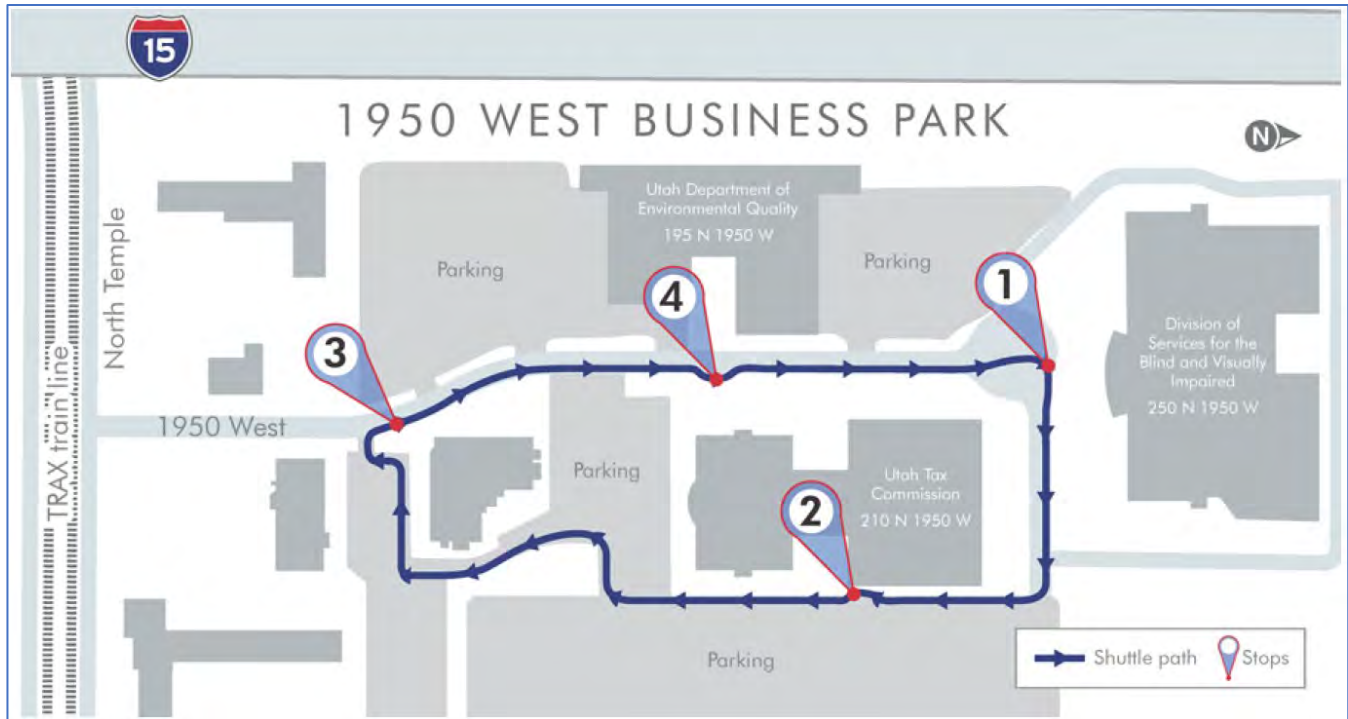 15
1950 WEST BUSINESS PARK
N
Utah Department of
Environmental Quality
195 N 1950 W
Parking
Parking
North Temple
TRAX train line
1
4
3
Division of
Services for the
Blind and Visually
Impaired
250 N 1950 W
1950 West
Parking
Utah Tax
Commission
210 N 1950 W
2
Parking
Shuttle path
Stops